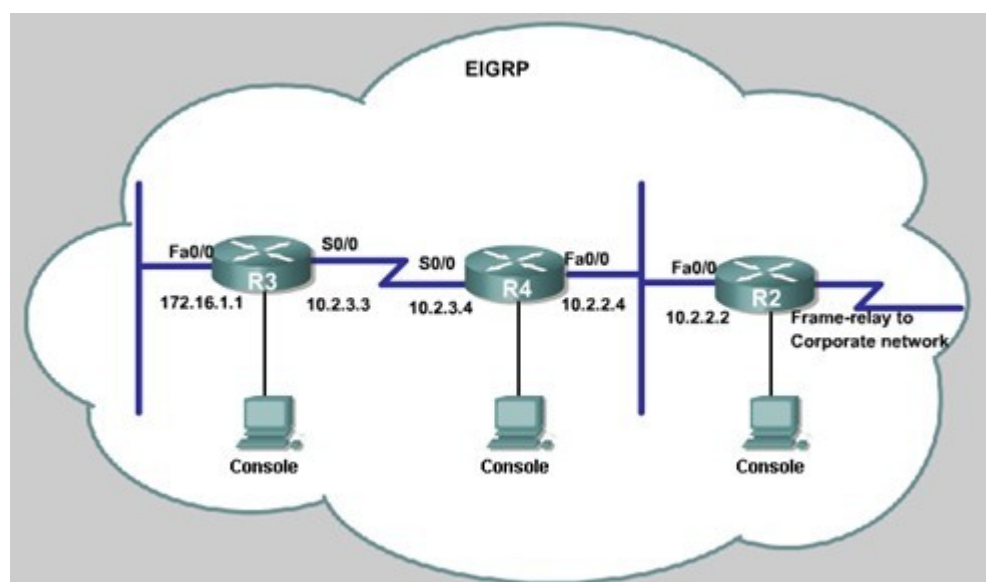 EIGRP
Fa0/0
S0/0
R3
172.16.1.1
10.2.3.3
S0/0
Fa0/0
R4
10.2.3.4
10.2.2.4
Fa0/0
R2
10.2.2.2
Frame-relay to
Corporate network
Console
Console
Console